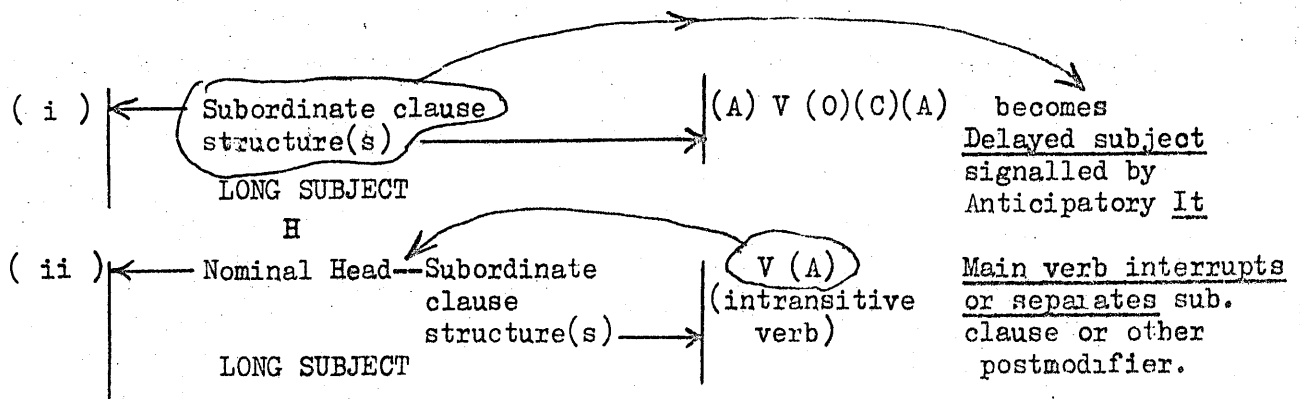 ( i ) Subordinate clause (A) V (O)(C)(A) becomes
structure(s) Delayed subject
signalled by
LONG SUBJECT Anticipatory It
H
( ii ) Nominal Head--Subordinate V (A) Main verb interrupts
clause (intransitive or separates sub.
structure(s) verb) clause or other
LONG SUBJECT postmodifier.